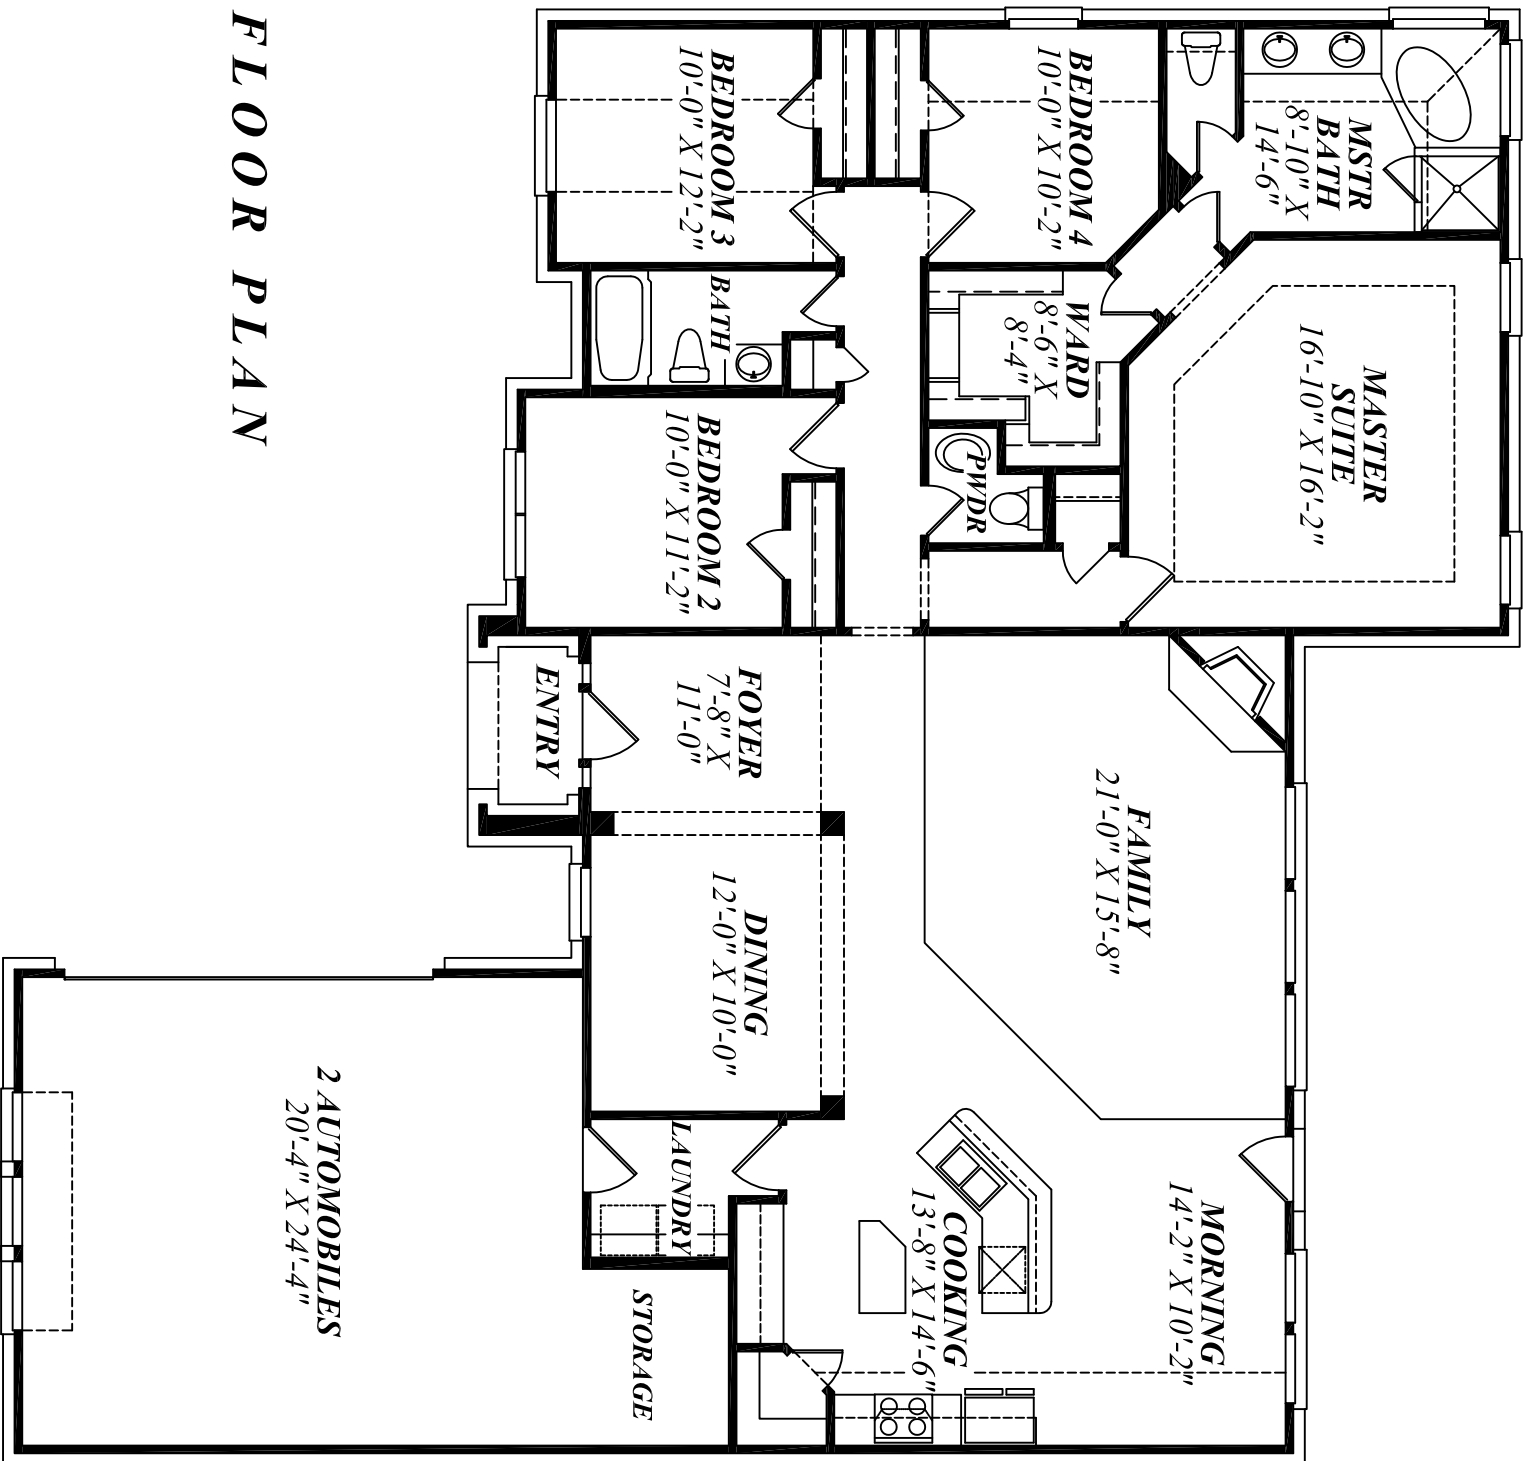 MSTR
BATH
8'-10" X
14'-6"
MASTER
SUITE
16'-10" X 16'-2"
BEDROOM 4
10'-0" X 10'-2"
WARD
8'-6" X
8'-4"
PWDR
BEDROOM 3
10'-0" X 12'-2"
BATH
BEDROOM 2
10'-0" X 11'-2"
FAMILY
21'-0" X 15'-8"
MORNING
14'-2" X 10'-2"
COOKING
13'-8" X 14'-6"
FOYER
7'-8" X
11'-0"
DINING
12'-0" X 10'-0"
LAUNDRY
ENTRY
STORAGE
2 AUTOMOBILES
20'-4" X 24'-4"
FLOOR PLAN